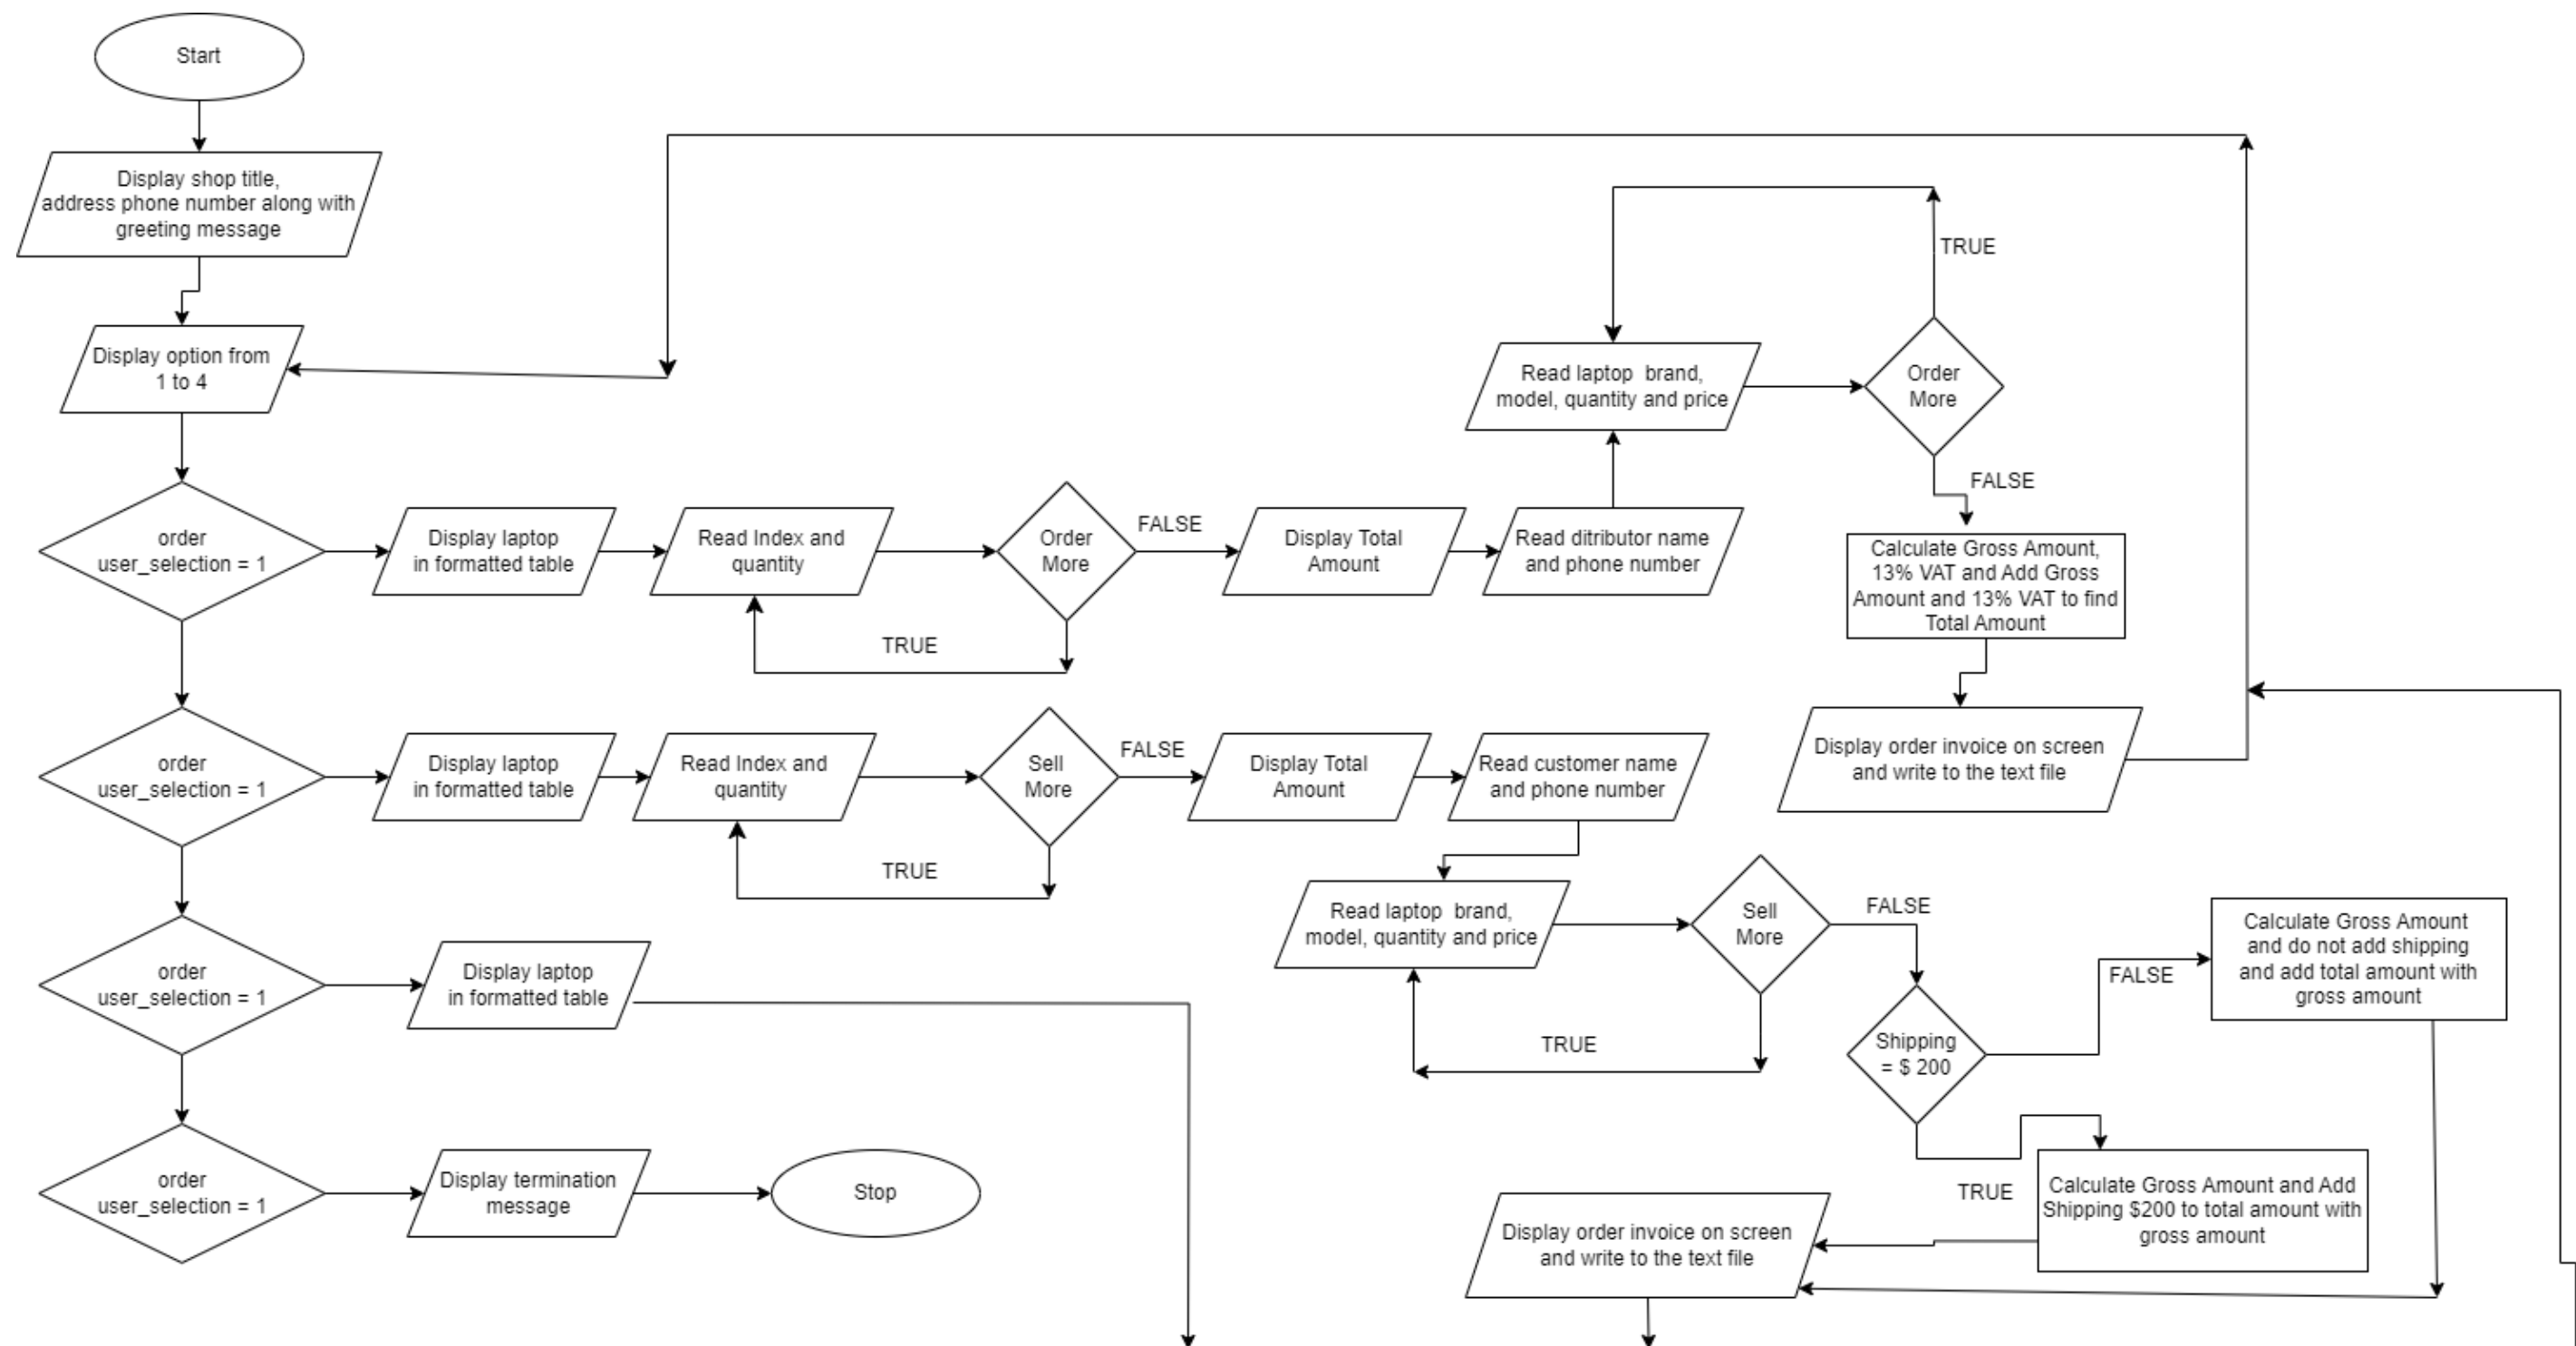 Start
Display shop title,
address phone number along with
greeting message
Display option from
1 to 4
TRUE
Read laptop brand,
model, quantity and price
Order
More
FALSE
order
user_selection = 1
Display laptop
in formatted table
Read Index and
quantity
Order
More
FALSE
TRUE
Display Total
Amount
Read ditributor name
and phone number
Calculate Gross Amount,
13% VAT and Add Gross
Amount and 13% VAT to find
Total Amount
Display order invoice on screen
and write to the text file
order
user_selection = 1
Display laptop
in formatted table
Read Index and
quantity
Sell
More
FALSE
TRUE
Display Total
Amount
Read customer name
and phone number
Read laptop brand,
model, quantity and price
Sell
More
FALSE
TRUE
Shipping
= $ 200
FALSE
Calculate Gross Amount
and do not add shipping
and add total amount with
gross amount
TRUE
Calculate Gross Amount and Add
Shipping $200 to total amount with
gross amount
Display order invoice on screen
and write to the text file
order
user_selection = 1
Display laptop
in formatted table
order
user_selection = 1
Display termination
message
Stop